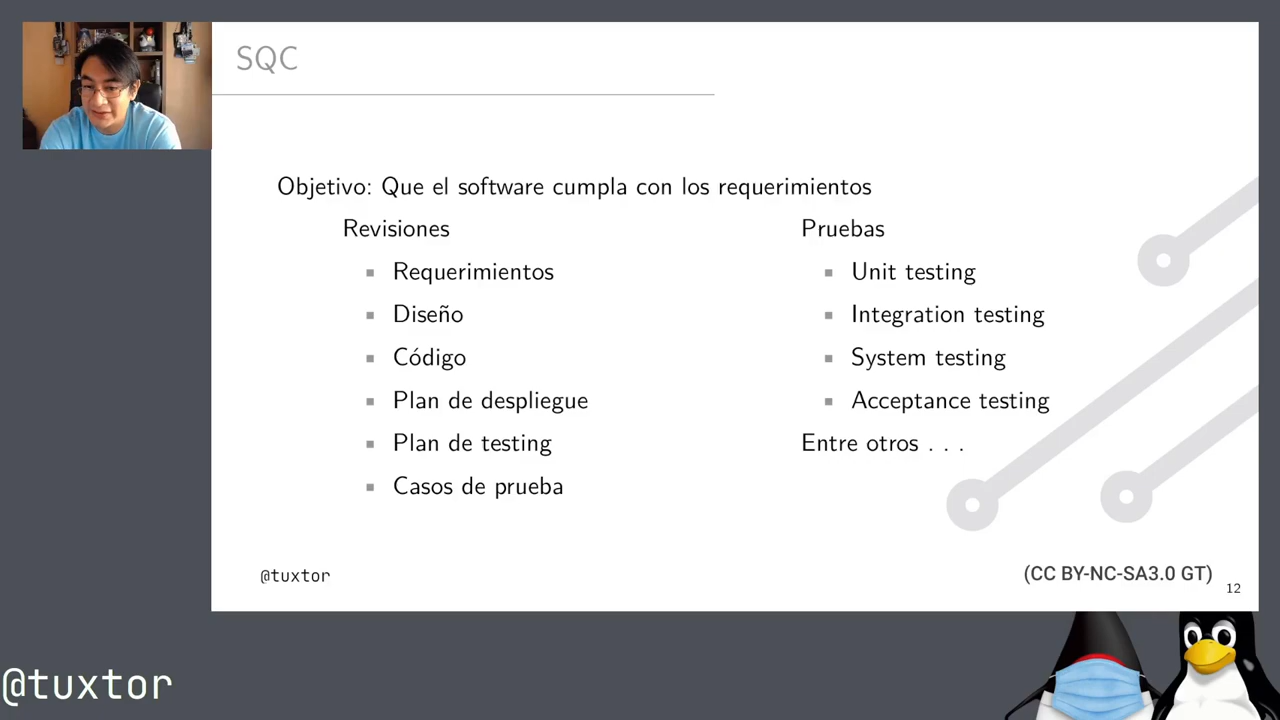 SQC
Objetivo: Que el software cumpla con los requerimientos
Revisiones
Requerimientos
Diseño
Código
Plan de despliegue
Plan de testing
Casos de prueba
Pruebas
Unit testing
Integration testing
System testing
Acceptance testing
Entre otros . . .
@tuxtor
(CC BY-NC-SA3.0 GT)
12
@tuxtor